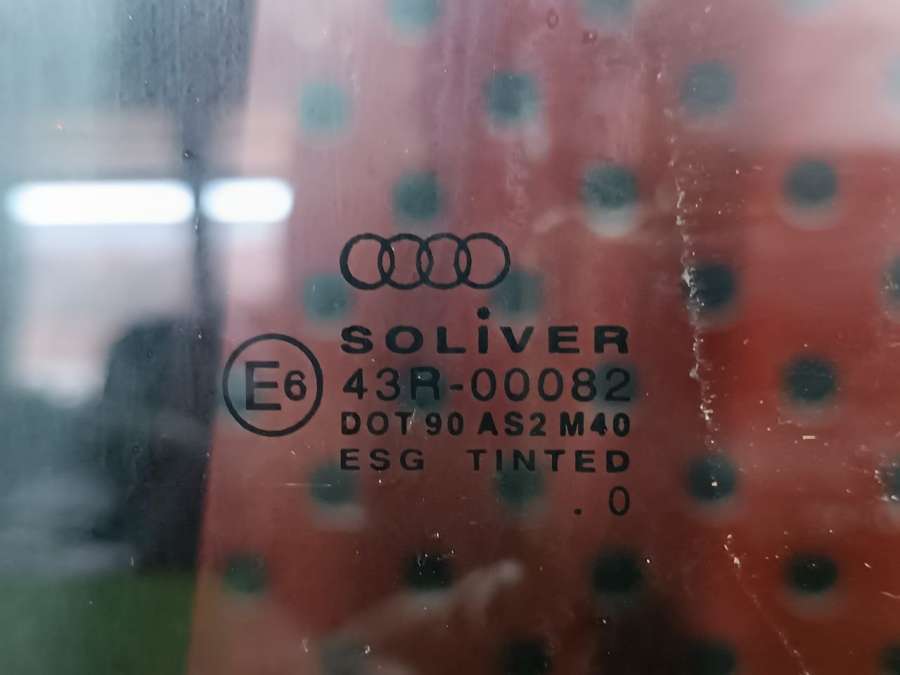 SOLiVER
E6 43R-00082
DOT 90 AS2 M40
ESG TINTED
.0